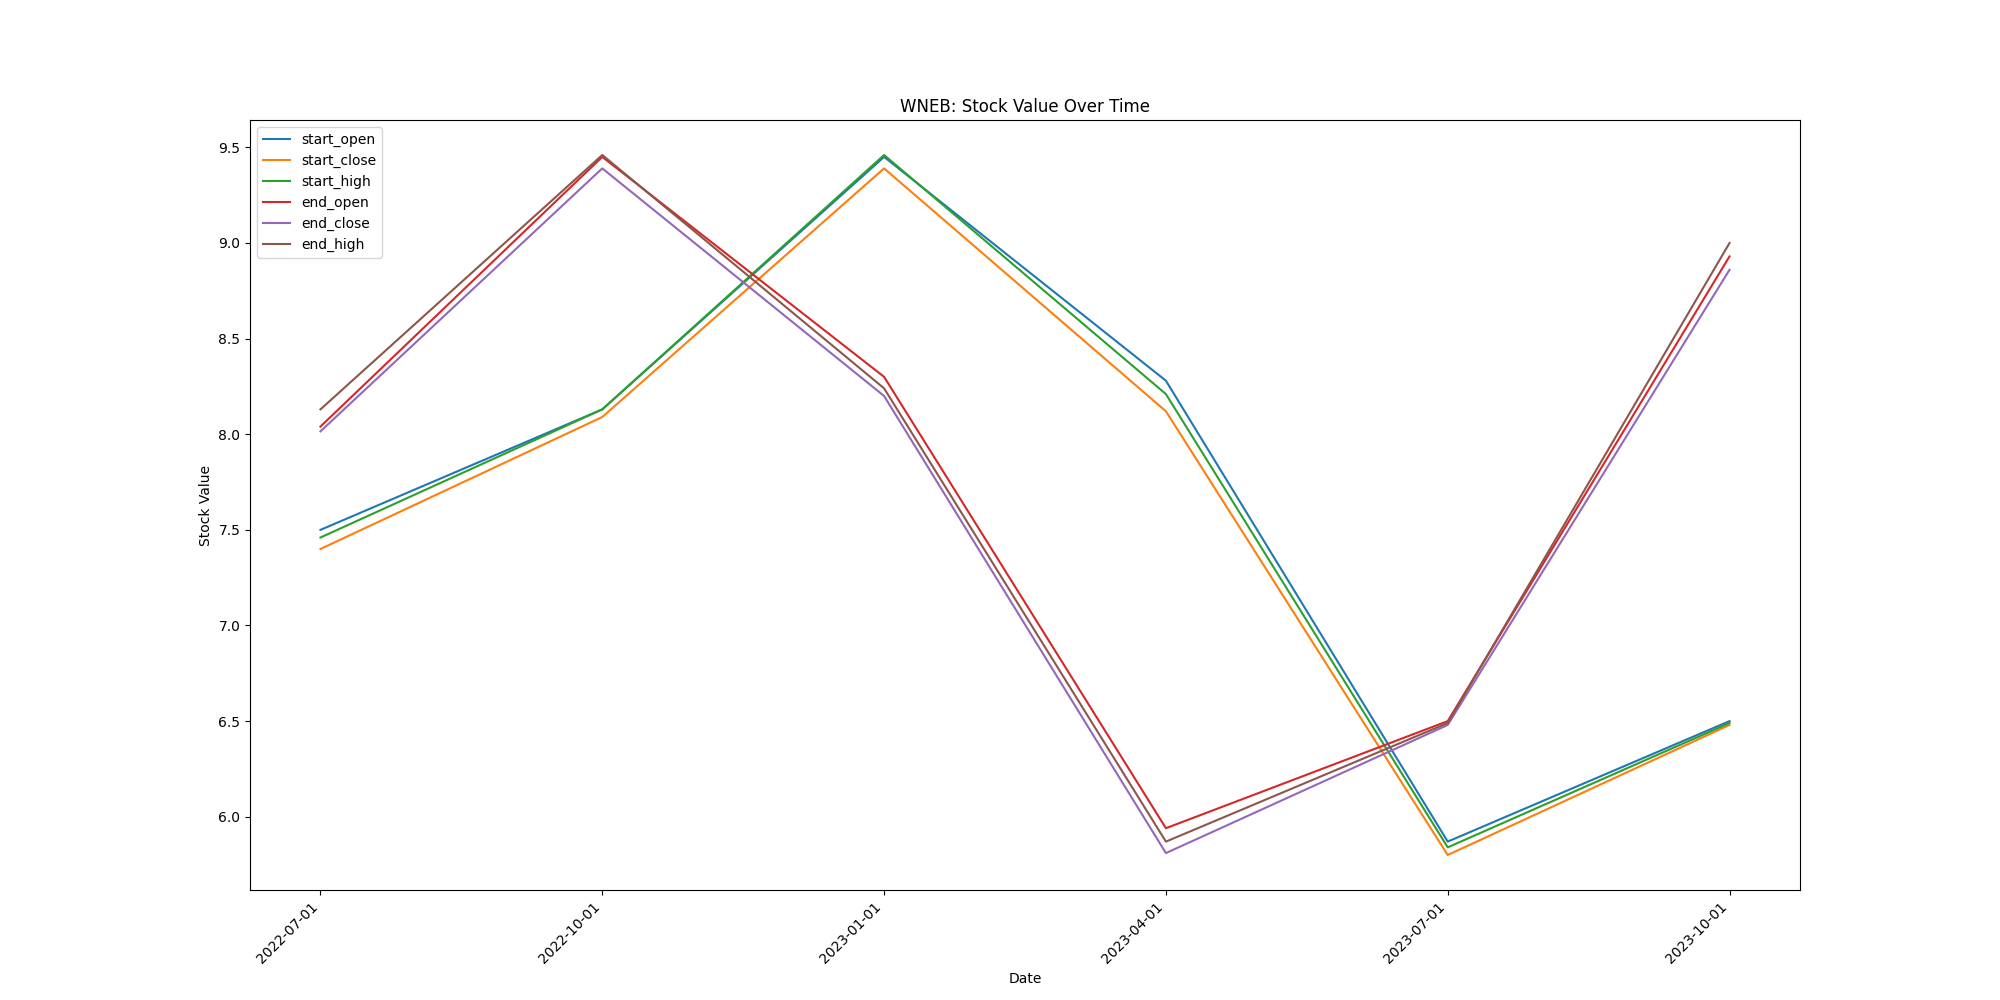 WNEB: Stock Value Over Time
start_open
start_close
start_high
end_open
end_close
end_high
9.5
9.0
8.5
8.0
7.5
7.0
6.5
6.0
Stock Value
2022-07-01
2022-10-01
2023-01-01
2023-04-01
2023-07-01
2023-10-01
Date